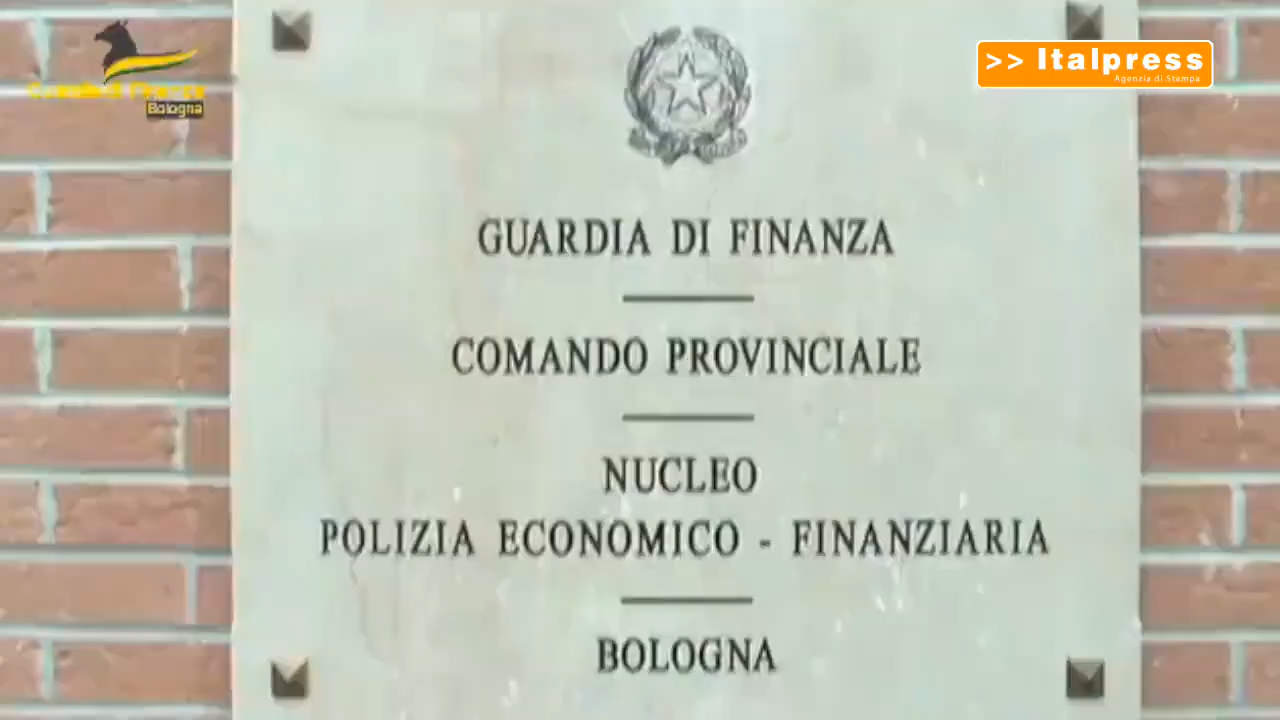 Bologna
>> Italpress
Agenzia di Stampa
GUARDIA DI FINANZA
COMANDO PROVINCIALE
NUCLEO
POLIZIA ECONOMICO - FINANZIARIA
BOLOGNA